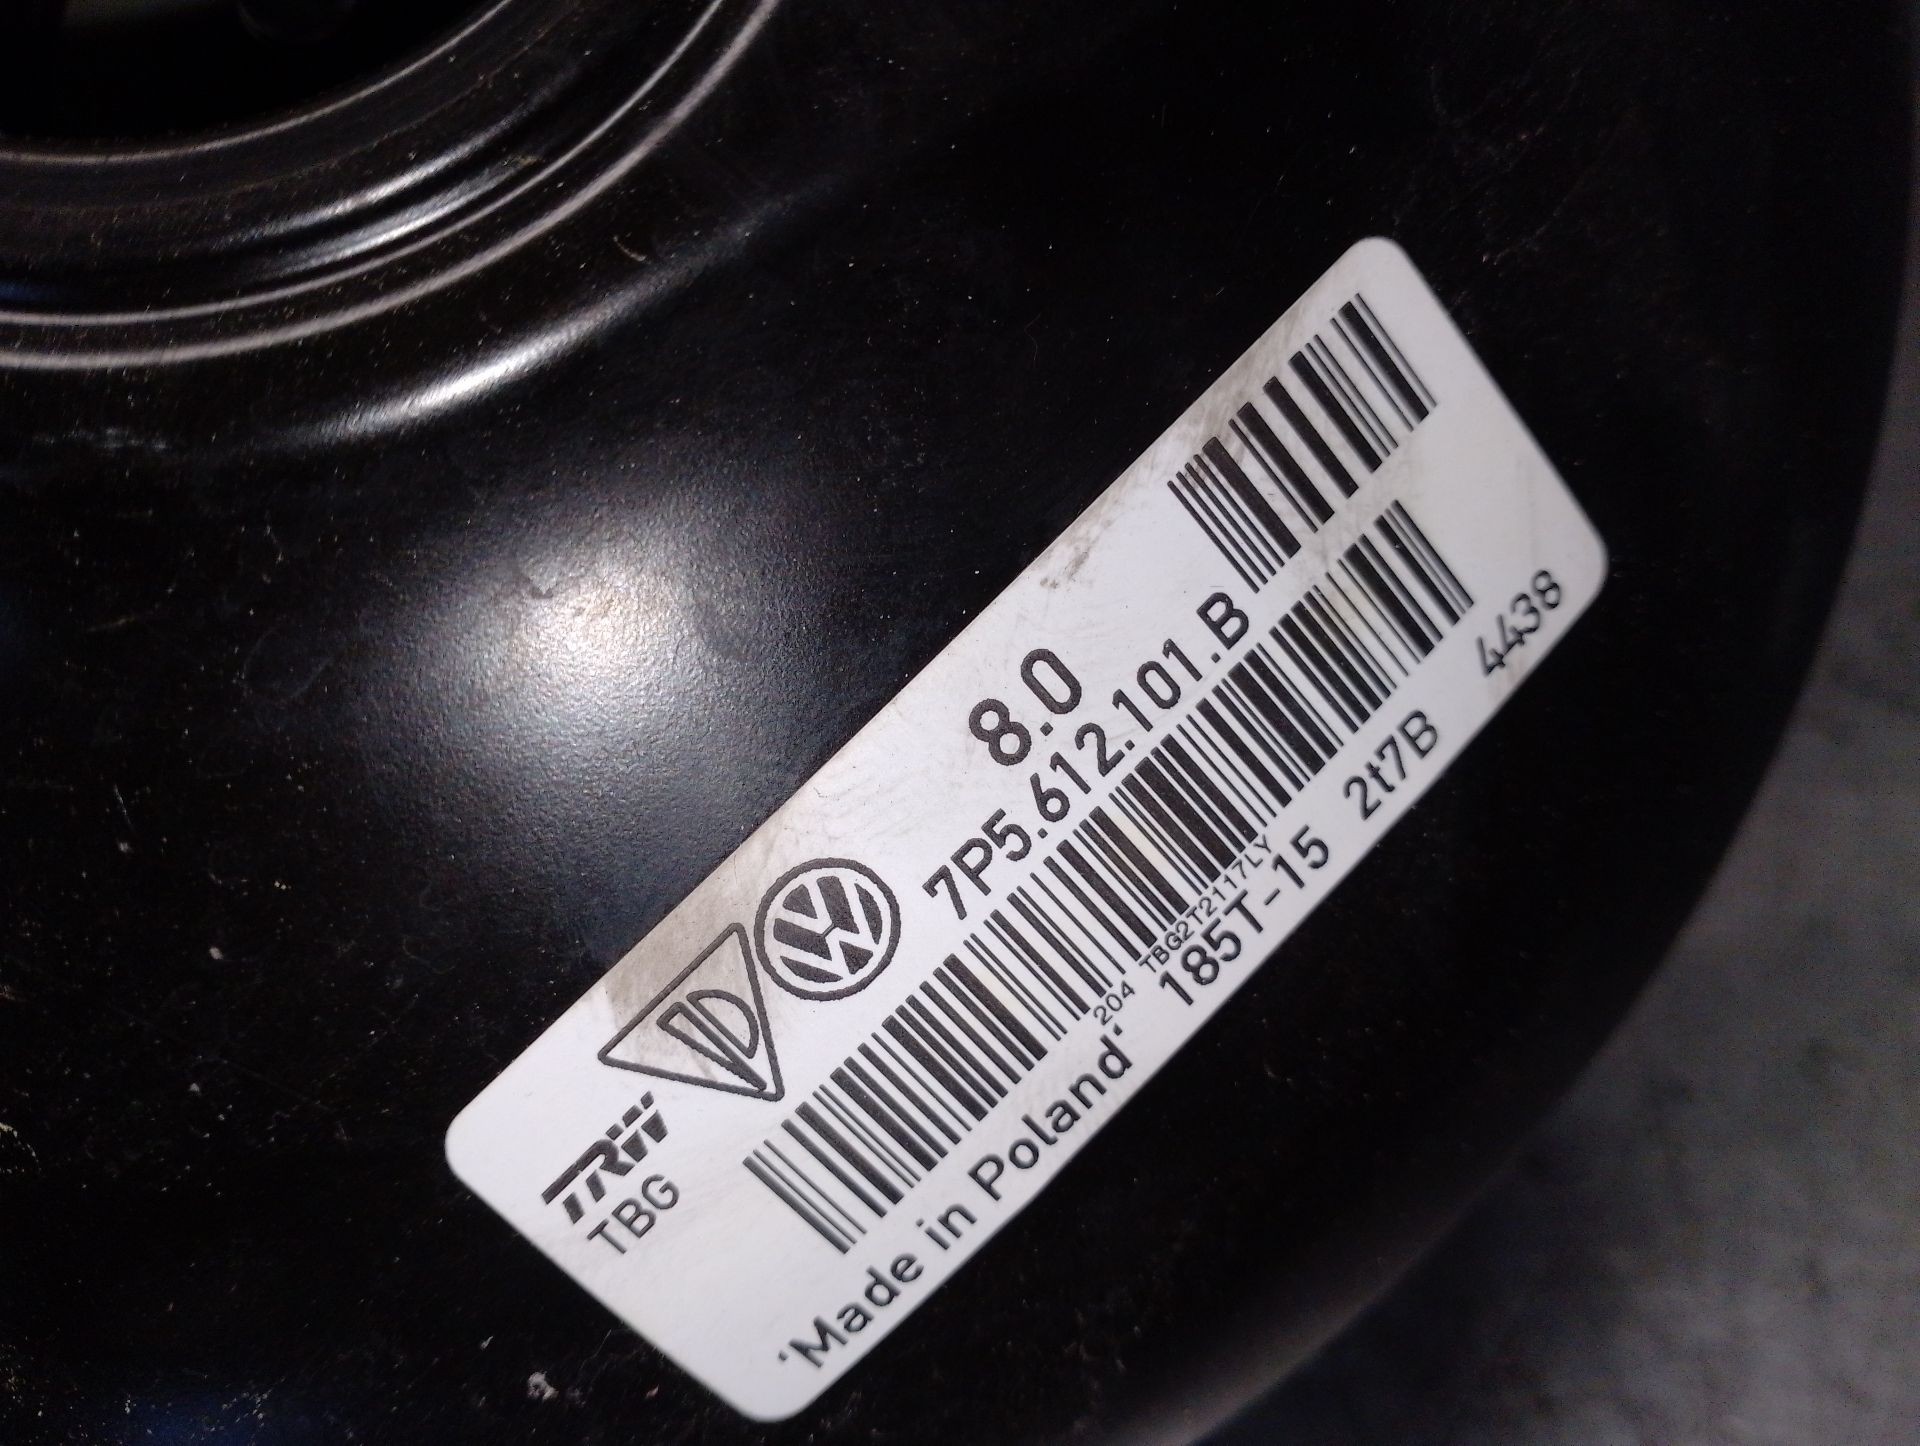 8.0
7P5.612.101.B
TRW
TBG
204 TBG2T2117LY
'Made in Poland' 185T-15 2t7B 4438